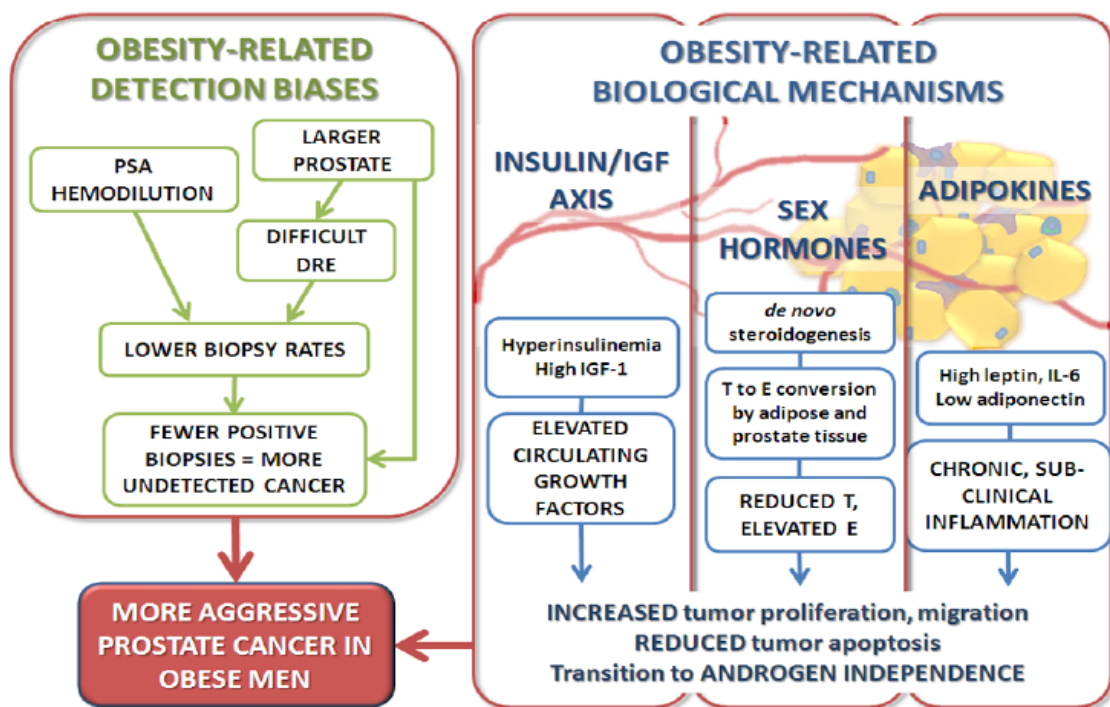 OBESITY-RELATED
DETECTION BIASES
PSA
HEMODILUTION
LARGER
PROSTATE
DIFFICULT
DRE
LOWER BIOPSY RATES
FEWER POSITIVE
BIOPSIES = MORE
UNDETECTED CANCER
MORE AGGRESSIVE
PROSTATE CANCER IN
OBESE MEN
OBESITY-RELATED
BIOLOGICAL MECHANISMS
INSULIN/IGF
AXIS
Hyperinsulinemia
High IGF-1
ELEVATED
CIRCULATING
GROWTH
FACTORS
SEX
HORMONES
de novo
steroidogenesis
T to E conversion
by adipose and
prostate tissue
REDUCED T,
ELEVATED E
ADIPOKINES
High leptin, IL-6
Low adiponectin
CHRONIC, SUB-
CLINICAL
INFLAMMATION
INCREASED tumor proliferation, migration
REDUCED tumor apoptosis
Transition to ANDROGEN INDEPENDENCE